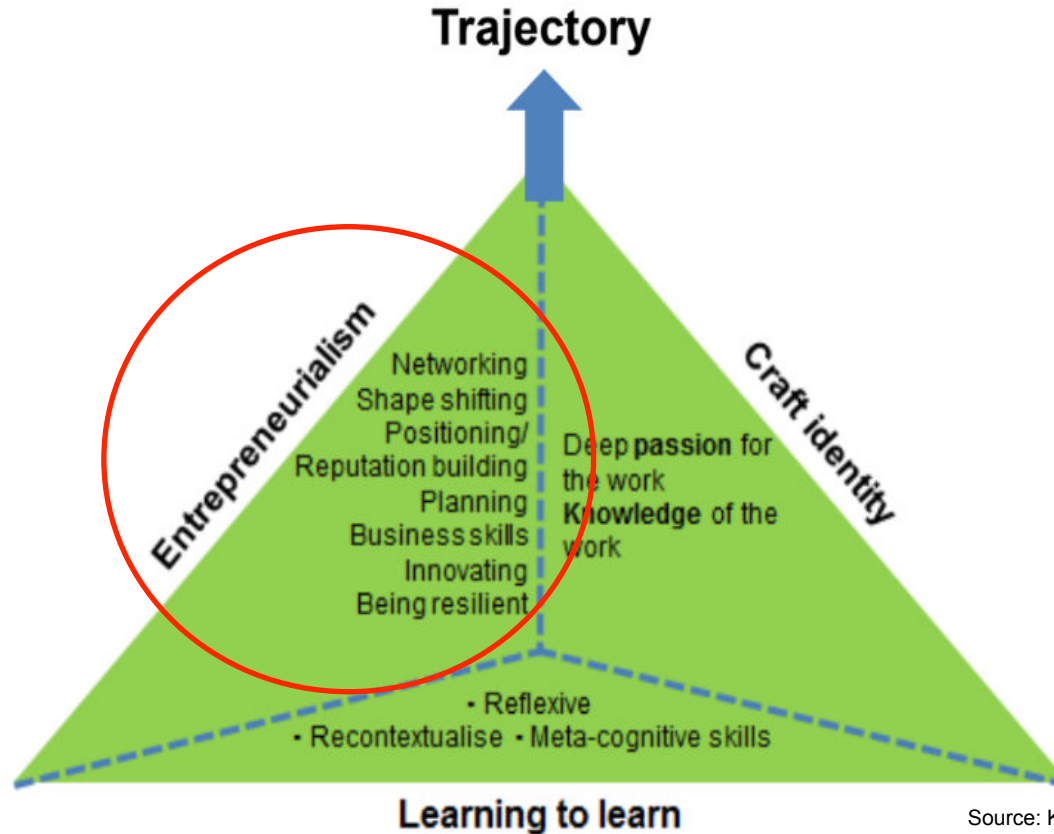 Trajectory
Entrepreneurialism
Networking
Shape shifting
Positioning/
Reputation building
Planning
Business skills
Innovating
Being resilient
Deep passion for
the work
Knowledge of the
work
Craft identity
• Reflexive
• Recontextualise • Meta-cognitive skills
Learning to learn
Source: K